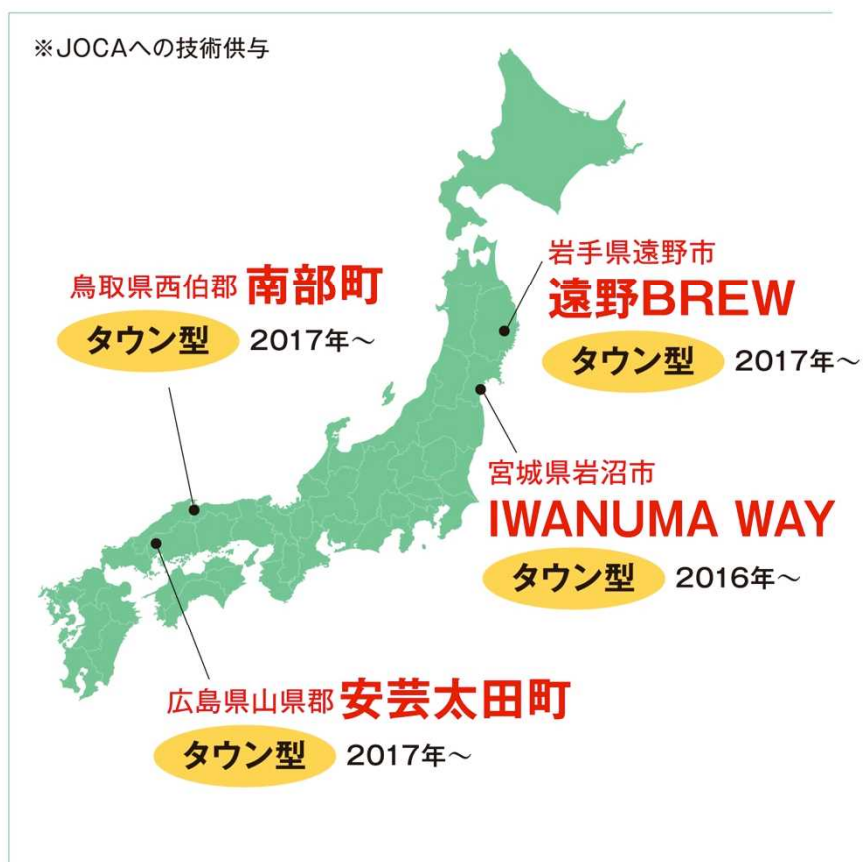 ※JOCAへの技術供与
岩手県遠野市
遠野BREW
タウン型 2017年～
鳥取県西伯郡 南部町
タウン型 2017年～
宮城県岩沼市
IWANUMA WAY
タウン型 2016年～
広島県山県郡 安芸太田町
タウン型 2017年～